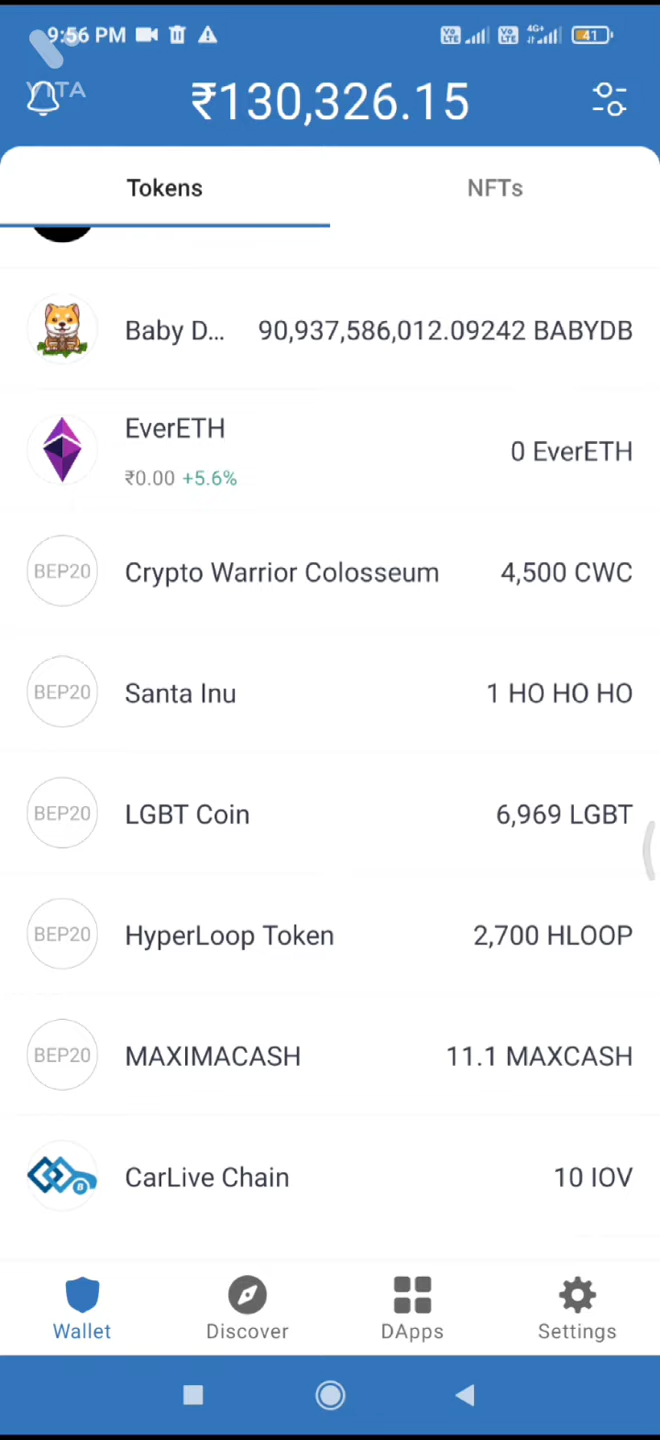 9:56 PM 4G+ 41
VITA
₹130,326.15
Tokens NFTs
Baby D... 90,937,586,012.09242 BABYDB
EverETH
0 EverETH
₹0.00 +5.6%
BEP20 Crypto Warrior Colosseum 4,500 CWC
BEP20 Santa Inu 1 HO HO HO
BEP20 LGBT Coin 6,969 LGBT
BEP20 HyperLoop Token 2,700 HLOOP
BEP20 MAXIMACASH 11.1 MAXCASH
CarLive Chain 10 IOV
Wallet Discover DApps Settings